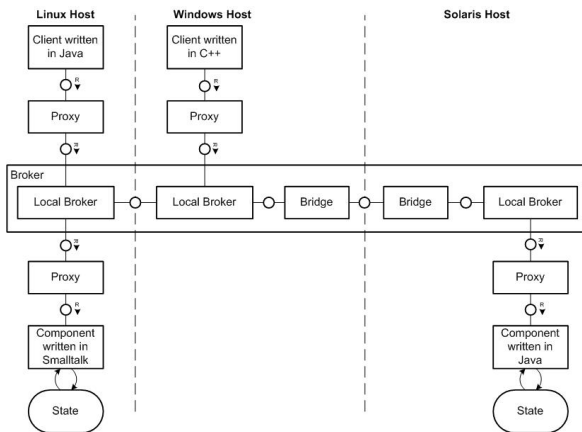 Linux Host
Windows Host
Solaris Host
Client written
in Java
Client written
in C++
R
R
Proxy
Proxy
R
R
Broker
Local Broker
Local Broker
Bridge
Bridge
Local Broker
R
R
Proxy
Proxy
R
R
Component
written in
Smalltalk
Component
written in
Java
State
State